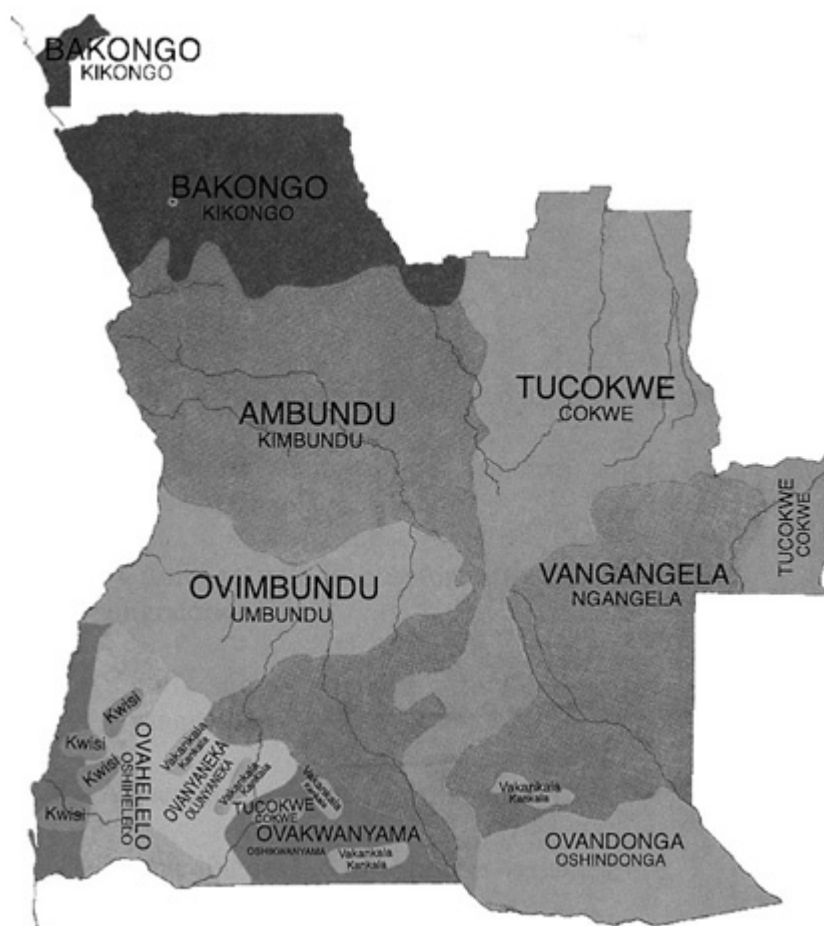 BAKONGO
KIKONGO
BAKONGO
KIKONGO
TUCOKWE
COKWE
AMBUNDU
KIMBUNDU
TUCOKWE
COKWE
VANGANGELA
NGANGELA
OVIMBUNDU
UMBUNDU
Kwisi
Kwisi
Kwisi
Kwisi
OVAHELELO
OSHIHELELO
Vakankala
Kankala
OVANYANEKA
OLUNYANEKA
Vakankala
Kankala
Vakankala
Kankala
TUCOKWE
COKWE
OVAKWANYAMA
OSHIKWANYAMA
Vakankala
Kankala
Vakankala
Kankala
OVANDONGA
OSHINDONGA